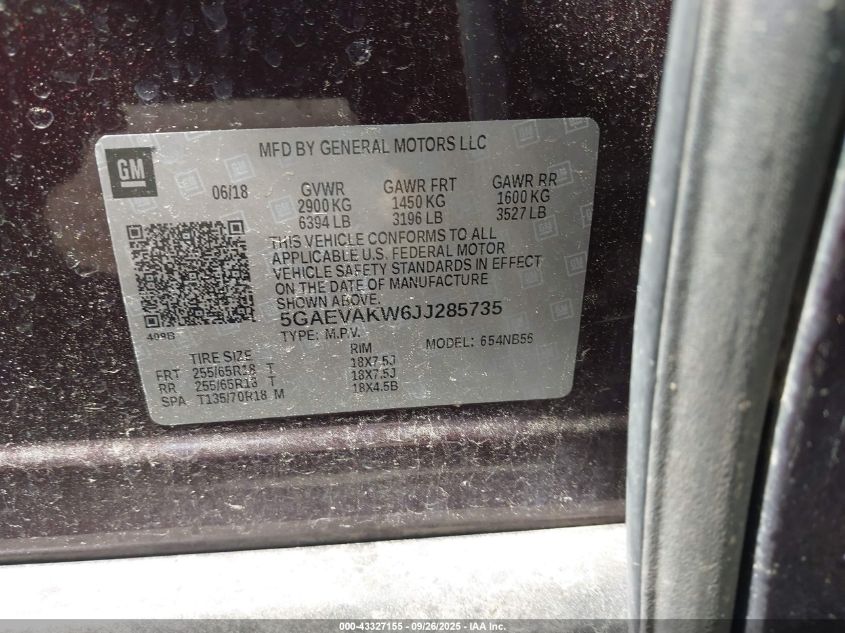 MFD BY GENERAL MOTORS LLC
GM
06/18 GVWR GAWR FRT GAWR RR
2900 KG 1450 KG 1600 KG
6394 LB 3196 LB 3527 LB
THIS VEHICLE CONFORMS TO ALL
APPLICABLE U.S. FEDERAL MOTOR
VEHICLE SAFETY STANDARDS IN EFFECT
ON THE DATE OF MANUFACTURE
SHOWN ABOVE.
5GAEVAKW6JJ285735
409B TYPE: M.P.V. MODEL: 654NB56
TIRE SIZE RIM
FRT 255/65R18 T 18X7.5J
RR 255/65R18 T 18X7.5J
SPA T135/70R18 M 18X4.5B
000-43327155 - 09/26/2025 - IAA Inc.